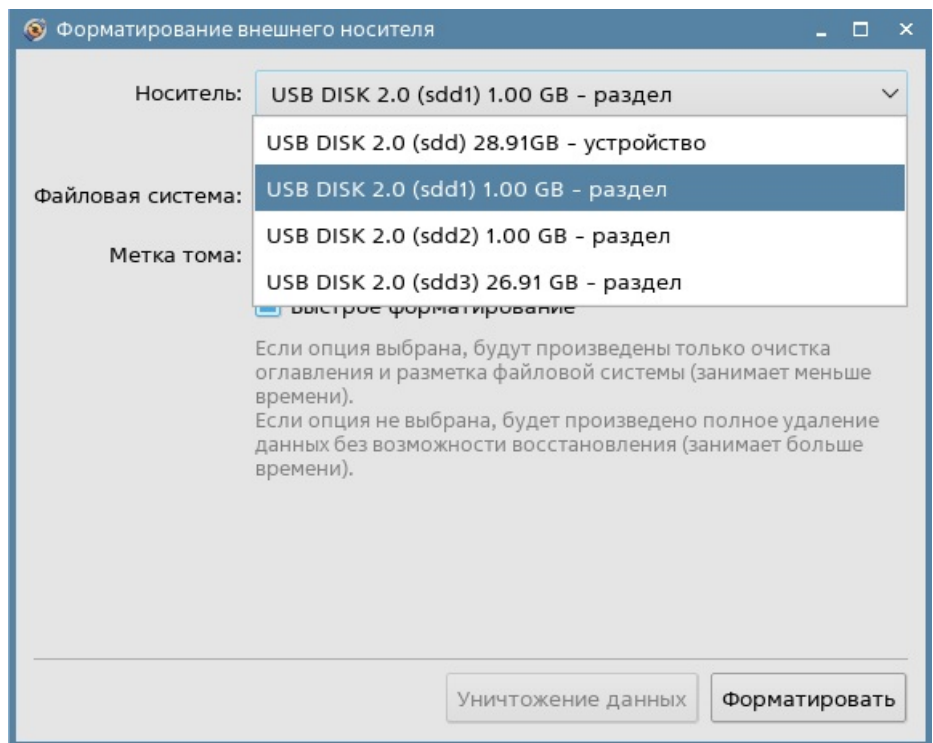 Форматирование внешнего носителя
Носитель: USB DISK 2.0 (sdd1) 1.00 GB - раздел
USB DISK 2.0 (sdd) 28.91GB - устройство
Файловая система: USB DISK 2.0 (sdd1) 1.00 GB - раздел
Метка тома: USB DISK 2.0 (sdd2) 1.00 GB - раздел
USB DISK 2.0 (sdd3) 26.91 GB - раздел
Быстрое форматирование
Если опция выбрана, будут произведены только очистка
оглавления и разметка файловой системы (занимает меньше
времени).
Если опция не выбрана, будет произведено полное удаление
данных без возможности восстановления (занимает больше
времени).
Уничтожение данных Форматировать